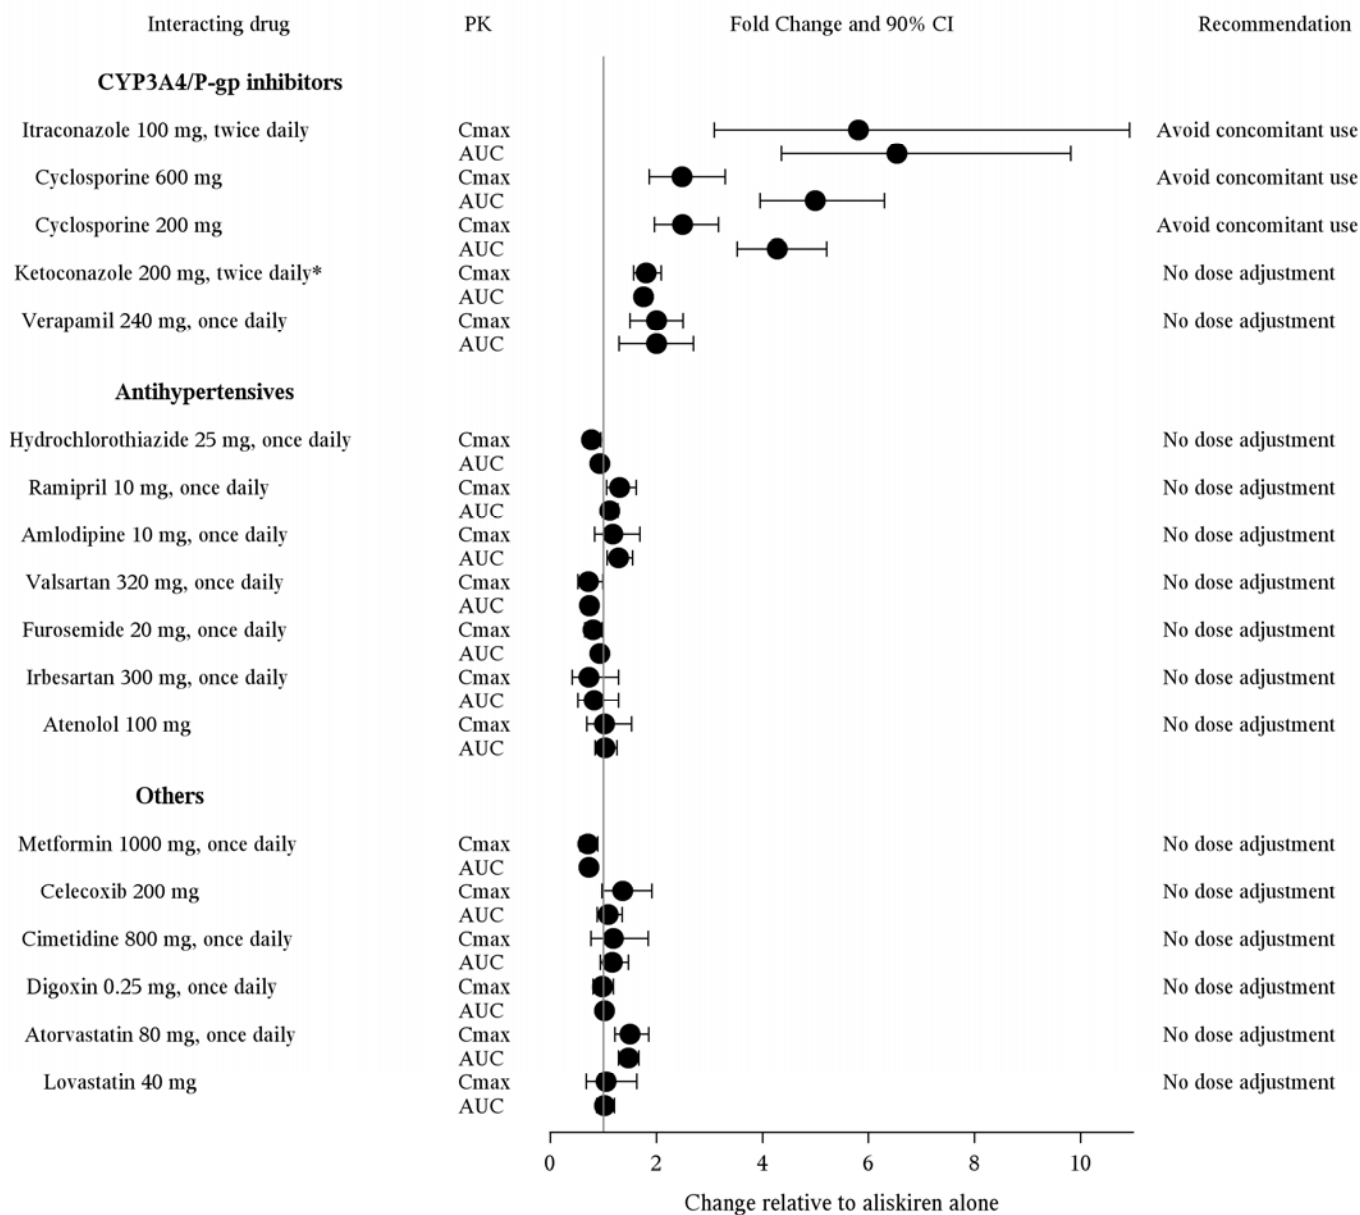 Interacting drug PK Fold Change and 90% CI Recommendation
CYP3A4/P-gp inhibitors
Itraconazole 100 mg, twice daily Cmax Avoid concomitant use
AUC
Cyclosporine 600 mg Cmax Avoid concomitant use
AUC
Cyclosporine 200 mg Cmax Avoid concomitant use
AUC
Ketoconazole 200 mg, twice daily* Cmax No dose adjustment
AUC
Verapamil 240 mg, once daily Cmax No dose adjustment
AUC
Antihypertensives
Hydrochlorothiazide 25 mg, once daily Cmax No dose adjustment
AUC
Ramipril 10 mg, once daily Cmax No dose adjustment
AUC
Amlodipine 10 mg, once daily Cmax No dose adjustment
AUC
Valsartan 320 mg, once daily Cmax No dose adjustment
AUC
Furosemide 20 mg, once daily Cmax No dose adjustment
AUC
Irbesartan 300 mg, once daily Cmax No dose adjustment
AUC
Atenolol 100 mg Cmax No dose adjustment
AUC
Others
Metformin 1000 mg, once daily Cmax No dose adjustment
AUC
Celecoxib 200 mg Cmax No dose adjustment
AUC
Cimetidine 800 mg, once daily Cmax No dose adjustment
AUC
Digoxin 0.25 mg, once daily Cmax No dose adjustment
AUC
Atorvastatin 80 mg, once daily Cmax No dose adjustment
AUC
Lovastatin 40 mg Cmax No dose adjustment
AUC
0 2 4 6 8 10
Change relative to aliskiren alone